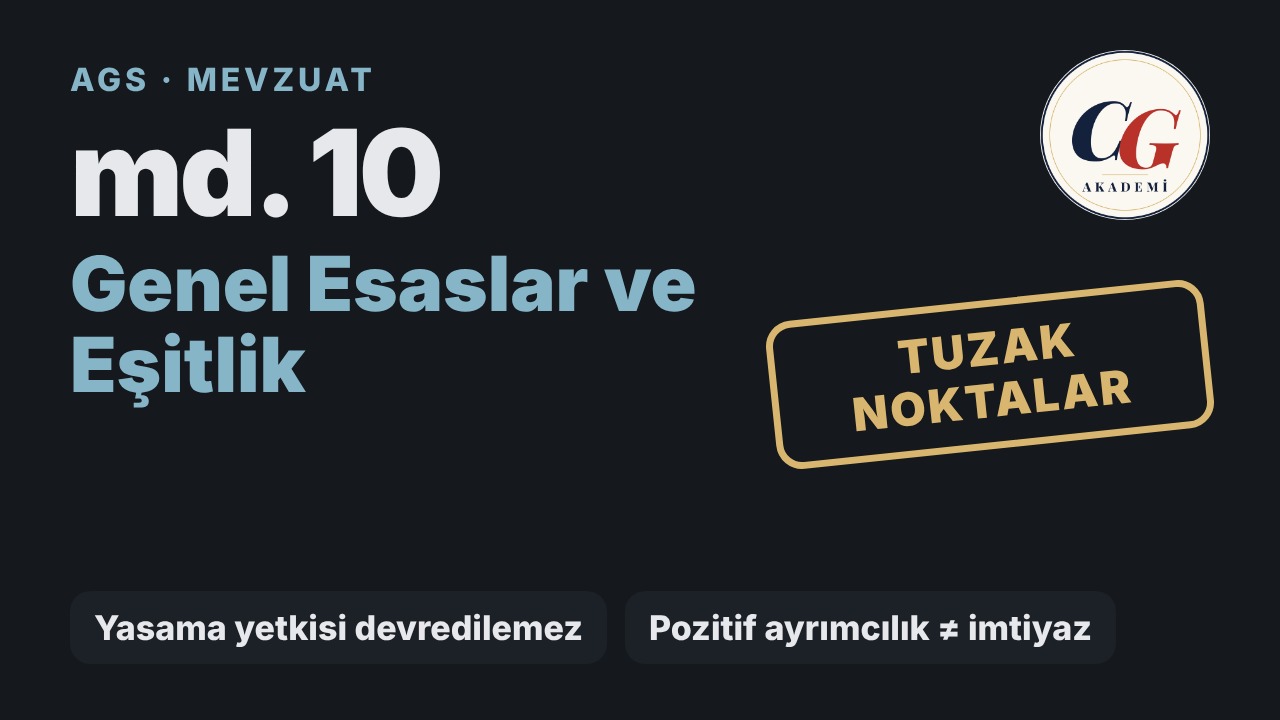 AGS · MEVZUAT
md. 10
Genel Esaslar ve
Eşitlik
CG
AKADEMİ
TUZAK
NOKTALAR
Yasama yetkisi devredilemez
Pozitif ayrımcılık ≠ imtiyaz